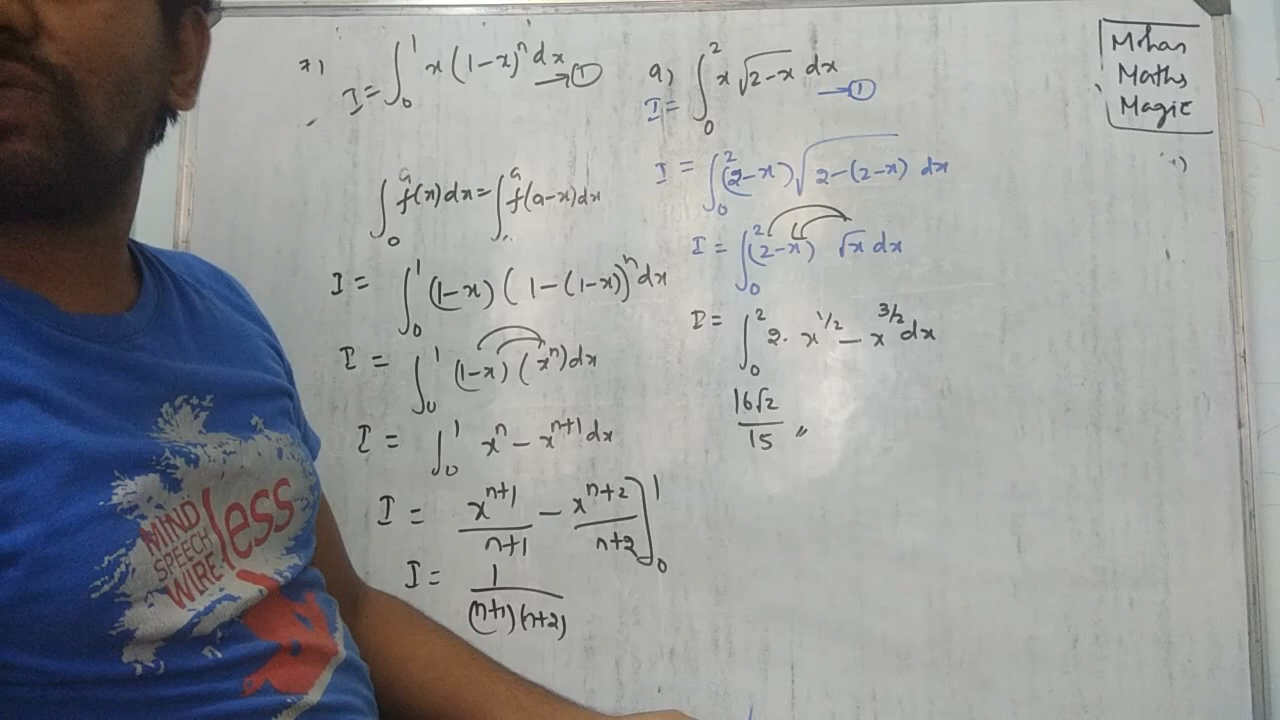 7) I = ∫₀¹ x (1-x)ⁿ dx → ①
∫₀ᵃ f(x) dx = ∫ᵃ f(a-x) dx
I = ∫₀¹ (1-x) (1-(1-x))ⁿ dx
I = ∫₀¹ (1-x) (xⁿ) dx
I = ∫₀¹ xⁿ - xⁿ⁺¹ dx
I = xⁿ⁺¹/n+1 - xⁿ⁺²/n+2 ]₀¹
I = 1/(n+1)(n+2)
9) ∫₀² x √2-x dx
I = → ①
I = ∫₀² (2-x) √2-(2-x) dx
I = ∫₀² (2-x) √x dx
I = ∫₀² 2. x^1/2 - x^3/2 dx
16√2/15 〃
Mohan
Maths
Magic
MIND
SPEECH
WIRE
less